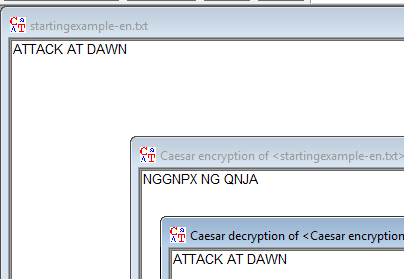 startingexample-en.txt
ATTACK AT DAWN
Caesar encryption of <startingexample-en.txt>
NGGNPX NG QNJA
Caesar decryption of <Caesar encryption
ATTACK AT DAWN